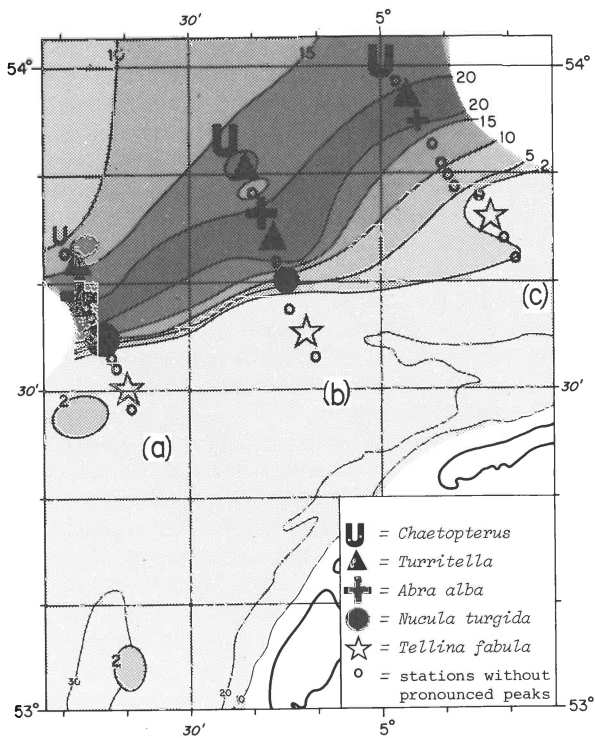 30' 5°
54° 10 15 54°
20
20
15
10
5
2
(c)
30' 30'
2 (b)
(a)
= Chaetopterus
= Turritella
= Abra alba
= Nucula turgida
= Tellina fabula
= stations without
pronounced peaks
2
30 20 10
53° 53°
30' 5°